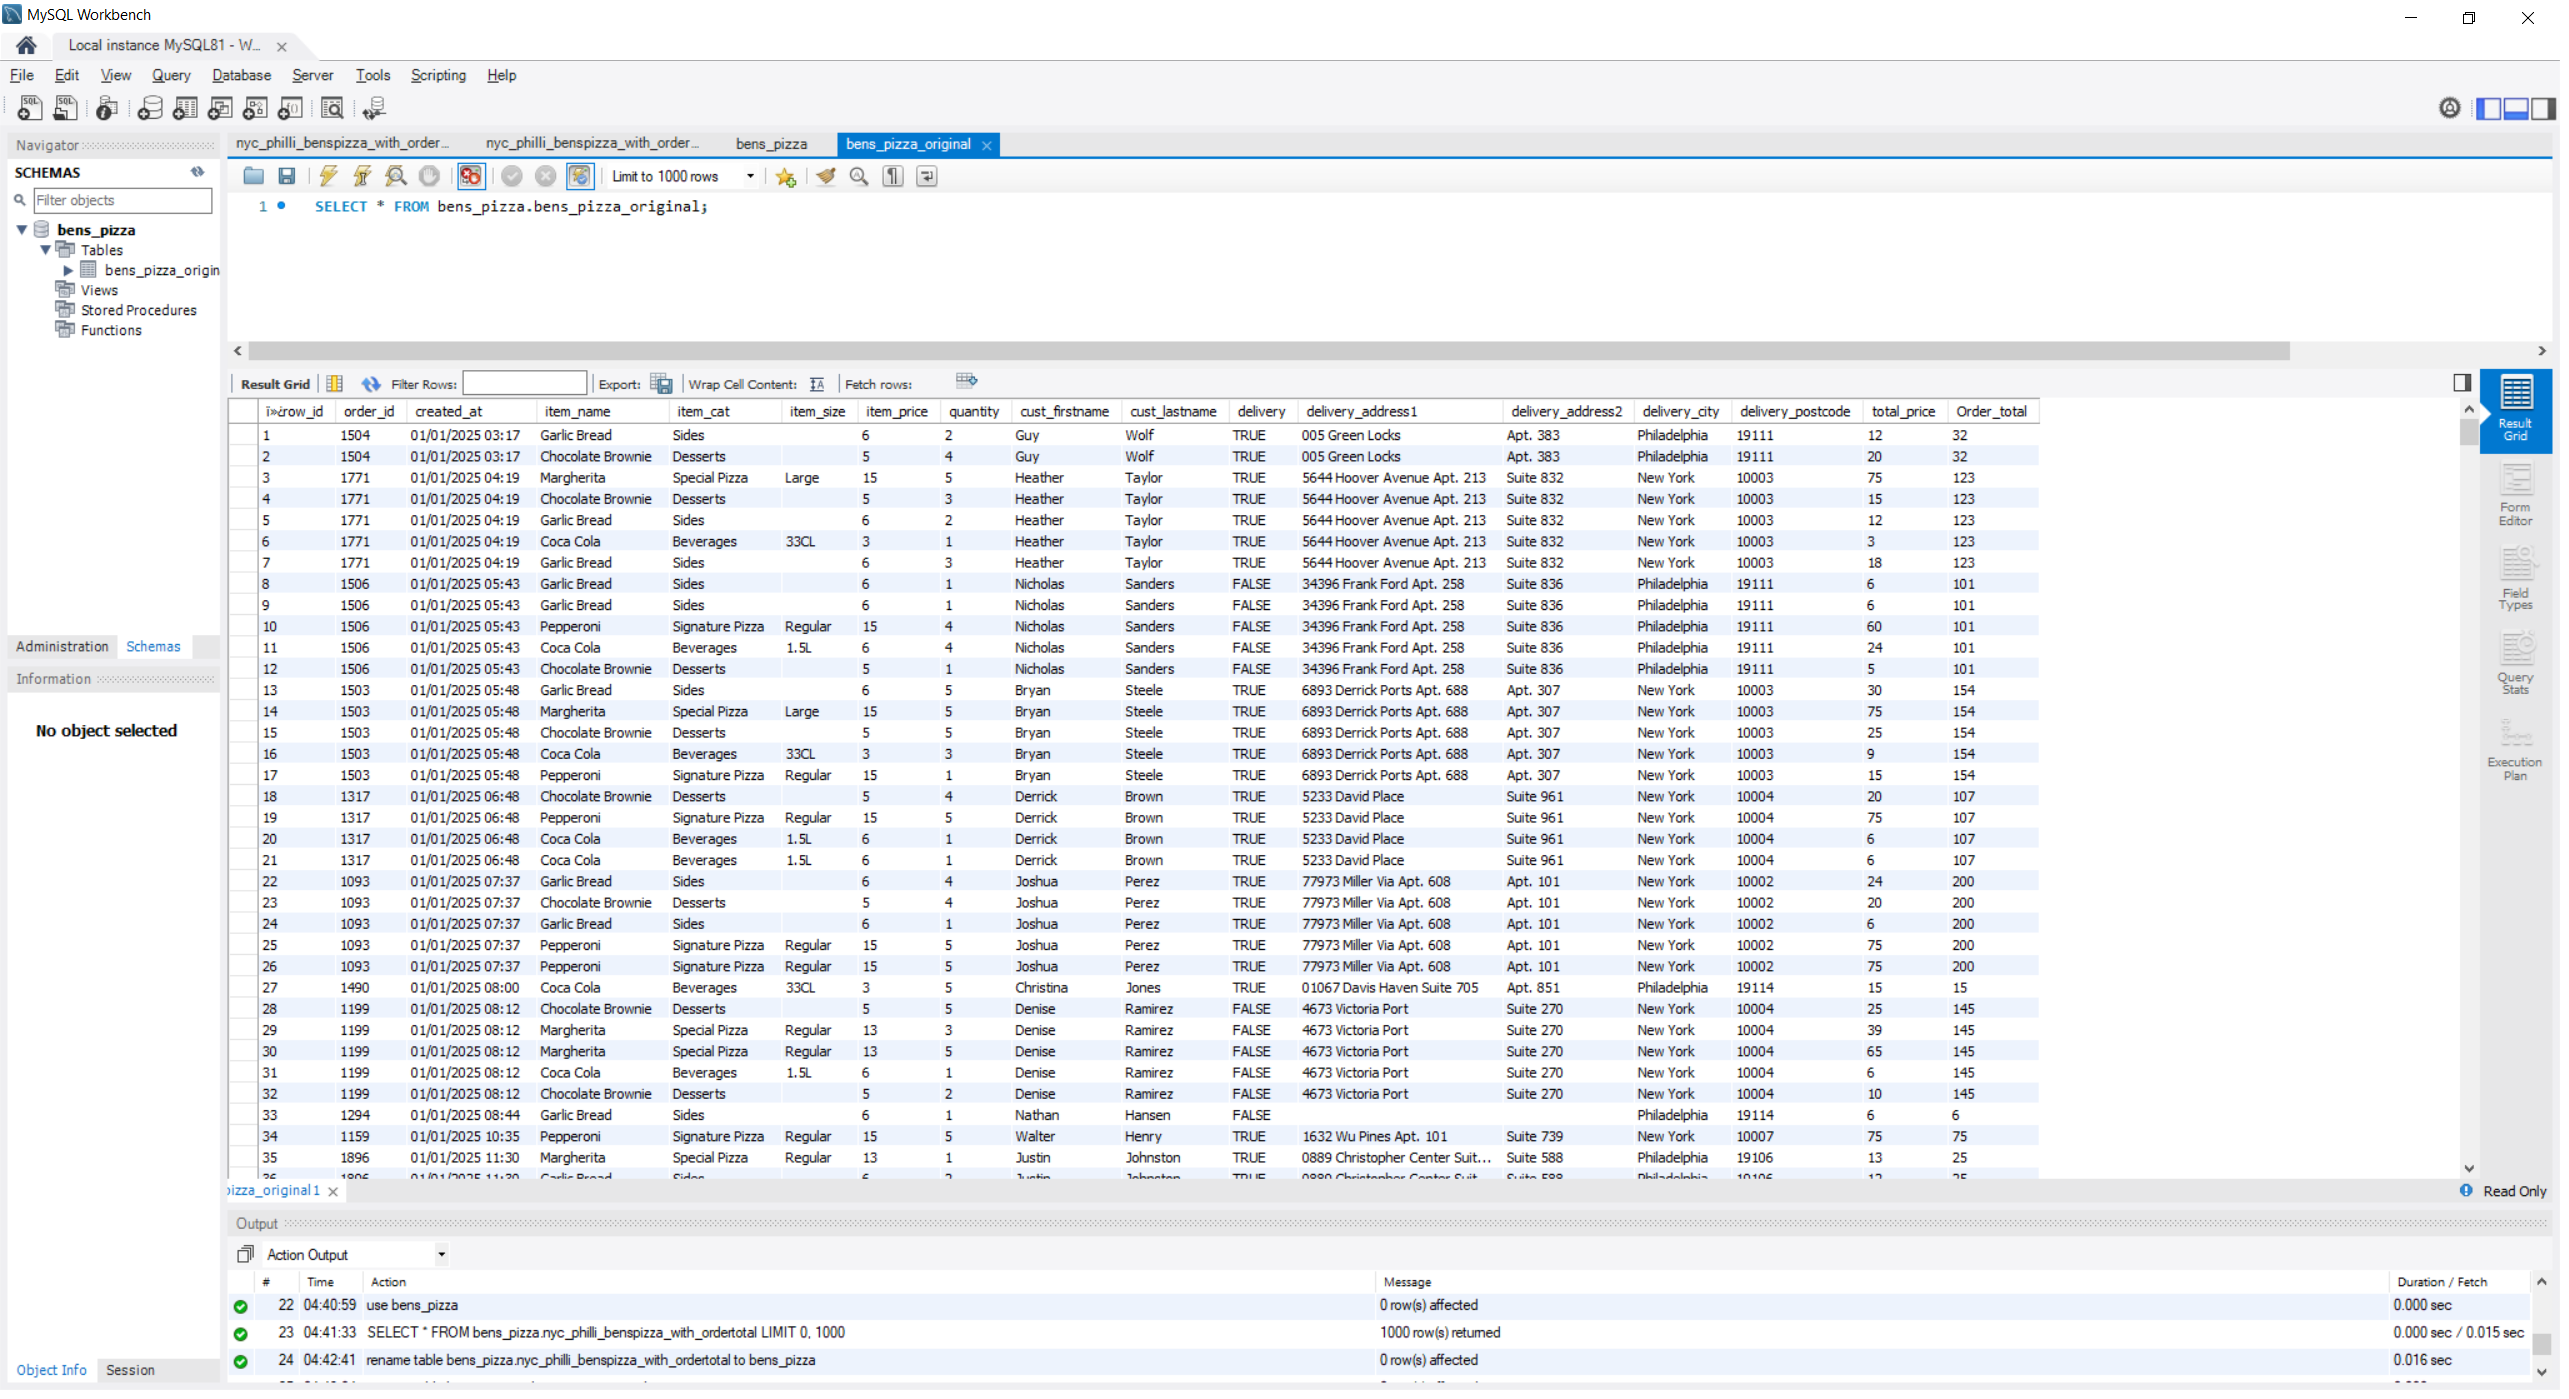 MySQL Workbench
Local instance MySQL81 - W...
File Edit View Query Database Server Tools Scripting Help
Navigator
SCHEMAS
Filter objects
bens_pizza
Tables
bens_pizza_origin
Views
Stored Procedures
Functions
Administration Schemas
Information
No object selected
Object Info Session
nyc_philli_benspizza_with_order... nyc_philli_benspizza_with_order... bens_pizza bens_pizza_original
Limit to 1000 rows
1 SELECT * FROM bens_pizza.bens_pizza_original;
Result Grid Filter Rows: Export: Wrap Cell Content: Fetch rows:
ï»¿row_id order_id created_at item_name item_cat item_size item_price quantity cust_firstname cust_lastname delivery delivery_address1 delivery_address2 delivery_city delivery_postcode total_price Order_total
1 1504 01/01/2025 03:17 Garlic Bread Sides 6 2 Guy Wolf TRUE 005 Green Locks Apt. 383 Philadelphia 19111 12 32
2 1504 01/01/2025 03:17 Chocolate Brownie Desserts 5 4 Guy Wolf TRUE 005 Green Locks Apt. 383 Philadelphia 19111 20 32
3 1771 01/01/2025 04:19 Margherita Special Pizza Large 15 5 Heather Taylor TRUE 5644 Hoover Avenue Apt. 213 Suite 832 New York 10003 75 123
4 1771 01/01/2025 04:19 Chocolate Brownie Desserts 5 3 Heather Taylor TRUE 5644 Hoover Avenue Apt. 213 Suite 832 New York 10003 15 123
5 1771 01/01/2025 04:19 Garlic Bread Sides 6 2 Heather Taylor TRUE 5644 Hoover Avenue Apt. 213 Suite 832 New York 10003 12 123
6 1771 01/01/2025 04:19 Coca Cola Beverages 33CL 3 1 Heather Taylor TRUE 5644 Hoover Avenue Apt. 213 Suite 832 New York 10003 3 123
7 1771 01/01/2025 04:19 Garlic Bread Sides 6 3 Heather Taylor TRUE 5644 Hoover Avenue Apt. 213 Suite 832 New York 10003 18 123
8 1506 01/01/2025 05:43 Garlic Bread Sides 6 1 Nicholas Sanders FALSE 34396 Frank Ford Apt. 258 Suite 836 Philadelphia 19111 6 101
9 1506 01/01/2025 05:43 Garlic Bread Sides 6 1 Nicholas Sanders FALSE 34396 Frank Ford Apt. 258 Suite 836 Philadelphia 19111 6 101
10 1506 01/01/2025 05:43 Pepperoni Signature Pizza Regular 15 4 Nicholas Sanders FALSE 34396 Frank Ford Apt. 258 Suite 836 Philadelphia 19111 60 101
11 1506 01/01/2025 05:43 Coca Cola Beverages 1.5L 6 4 Nicholas Sanders FALSE 34396 Frank Ford Apt. 258 Suite 836 Philadelphia 19111 24 101
12 1506 01/01/2025 05:43 Chocolate Brownie Desserts 5 1 Nicholas Sanders FALSE 34396 Frank Ford Apt. 258 Suite 836 Philadelphia 19111 5 101
13 1503 01/01/2025 05:48 Garlic Bread Sides 6 5 Bryan Steele TRUE 6893 Derrick Ports Apt. 688 Apt. 307 New York 10003 30 154
14 1503 01/01/2025 05:48 Margherita Special Pizza Large 15 5 Bryan Steele TRUE 6893 Derrick Ports Apt. 688 Apt. 307 New York 10003 75 154
15 1503 01/01/2025 05:48 Chocolate Brownie Desserts 5 5 Bryan Steele TRUE 6893 Derrick Ports Apt. 688 Apt. 307 New York 10003 25 154
16 1503 01/01/2025 05:48 Coca Cola Beverages 33CL 3 3 Bryan Steele TRUE 6893 Derrick Ports Apt. 688 Apt. 307 New York 10003 9 154
17 1503 01/01/2025 05:48 Pepperoni Signature Pizza Regular 15 1 Bryan Steele TRUE 6893 Derrick Ports Apt. 688 Apt. 307 New York 10003 15 154
18 1317 01/01/2025 06:48 Chocolate Brownie Desserts 5 4 Derrick Brown TRUE 5233 David Place Suite 961 New York 10004 20 107
19 1317 01/01/2025 06:48 Pepperoni Signature Pizza Regular 15 5 Derrick Brown TRUE 5233 David Place Suite 961 New York 10004 75 107
20 1317 01/01/2025 06:48 Coca Cola Beverages 1.5L 6 1 Derrick Brown TRUE 5233 David Place Suite 961 New York 10004 6 107
21 1317 01/01/2025 06:48 Coca Cola Beverages 1.5L 6 1 Derrick Brown TRUE 5233 David Place Suite 961 New York 10004 6 107
22 1093 01/01/2025 07:37 Garlic Bread Sides 6 4 Joshua Perez TRUE 77973 Miller Via Apt. 608 Apt. 101 New York 10002 24 200
23 1093 01/01/2025 07:37 Chocolate Brownie Desserts 5 4 Joshua Perez TRUE 77973 Miller Via Apt. 608 Apt. 101 New York 10002 20 200
24 1093 01/01/2025 07:37 Garlic Bread Sides 6 1 Joshua Perez TRUE 77973 Miller Via Apt. 608 Apt. 101 New York 10002 6 200
25 1093 01/01/2025 07:37 Pepperoni Signature Pizza Regular 15 5 Joshua Perez TRUE 77973 Miller Via Apt. 608 Apt. 101 New York 10002 75 200
26 1093 01/01/2025 07:37 Pepperoni Signature Pizza Regular 15 5 Joshua Perez TRUE 77973 Miller Via Apt. 608 Apt. 101 New York 10002 75 200
27 1490 01/01/2025 08:00 Coca Cola Beverages 33CL 3 5 Christina Jones TRUE 01067 Davis Haven Suite 705 Apt. 851 Philadelphia 19114 15 15
28 1199 01/01/2025 08:12 Chocolate Brownie Desserts 5 5 Denise Ramirez FALSE 4673 Victoria Port Suite 270 New York 10004 25 145
29 1199 01/01/2025 08:12 Margherita Special Pizza Regular 13 3 Denise Ramirez FALSE 4673 Victoria Port Suite 270 New York 10004 39 145
30 1199 01/01/2025 08:12 Margherita Special Pizza Regular 13 5 Denise Ramirez FALSE 4673 Victoria Port Suite 270 New York 10004 65 145
31 1199 01/01/2025 08:12 Coca Cola Beverages 1.5L 6 1 Denise Ramirez FALSE 4673 Victoria Port Suite 270 New York 10004 6 145
32 1199 01/01/2025 08:12 Chocolate Brownie Desserts 5 2 Denise Ramirez FALSE 4673 Victoria Port Suite 270 New York 10004 10 145
33 1294 01/01/2025 08:44 Garlic Bread Sides 6 1 Nathan Hansen FALSE Philadelphia 19114 6 6
34 1159 01/01/2025 10:35 Pepperoni Signature Pizza Regular 15 5 Walter Henry TRUE 1632 Wu Pines Apt. 101 Suite 739 New York 10007 75 75
35 1896 01/01/2025 11:30 Margherita Special Pizza Regular 13 1 Justin Johnston TRUE 0889 Christopher Center Suit... Suite 588 Philadelphia 19106 13 25
Result Grid
Form Editor
Field Types
Query Stats
Execution Plan
pizza_original 1
Read Only
Output
Action Output
# Time Action Message Duration / Fetch
22 04:40:59 use bens_pizza 0 row(s) affected 0.000 sec
23 04:41:33 SELECT * FROM bens_pizza.nyc_philli_benspizza_with_ordertotal LIMIT 0, 1000 1000 row(s) returned 0.000 sec / 0.015 sec
24 04:42:41 rename table bens_pizza.nyc_philli_benspizza_with_ordertotal to bens_pizza 0 row(s) affected 0.016 sec